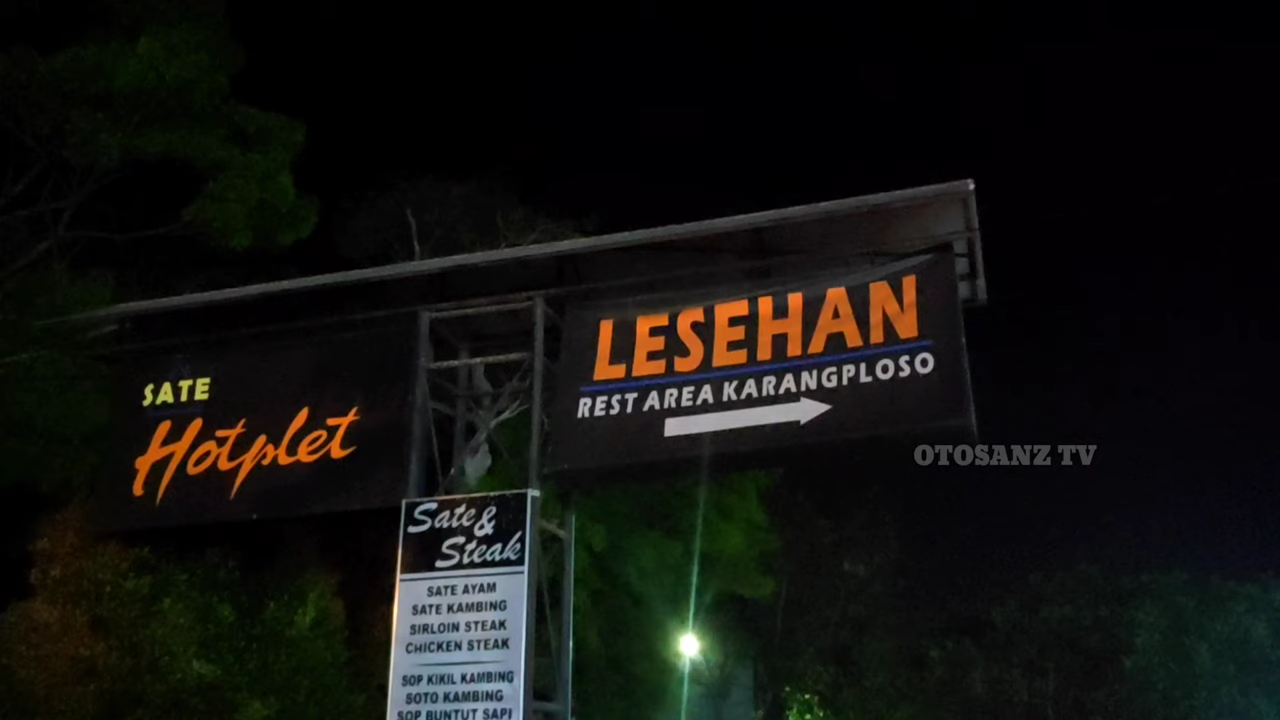 SATE
Hotplet
LESEHAN
REST AREA KARANGPLOSO
OTOSANZ TV
Sate &
Steak
SATE AYAM
SATE KAMBING
SIRLOIN STEAK
CHICKEN STEAK
SOP KIKIL KAMBING
SOTO KAMBING
SOP BUNTUT SAPI